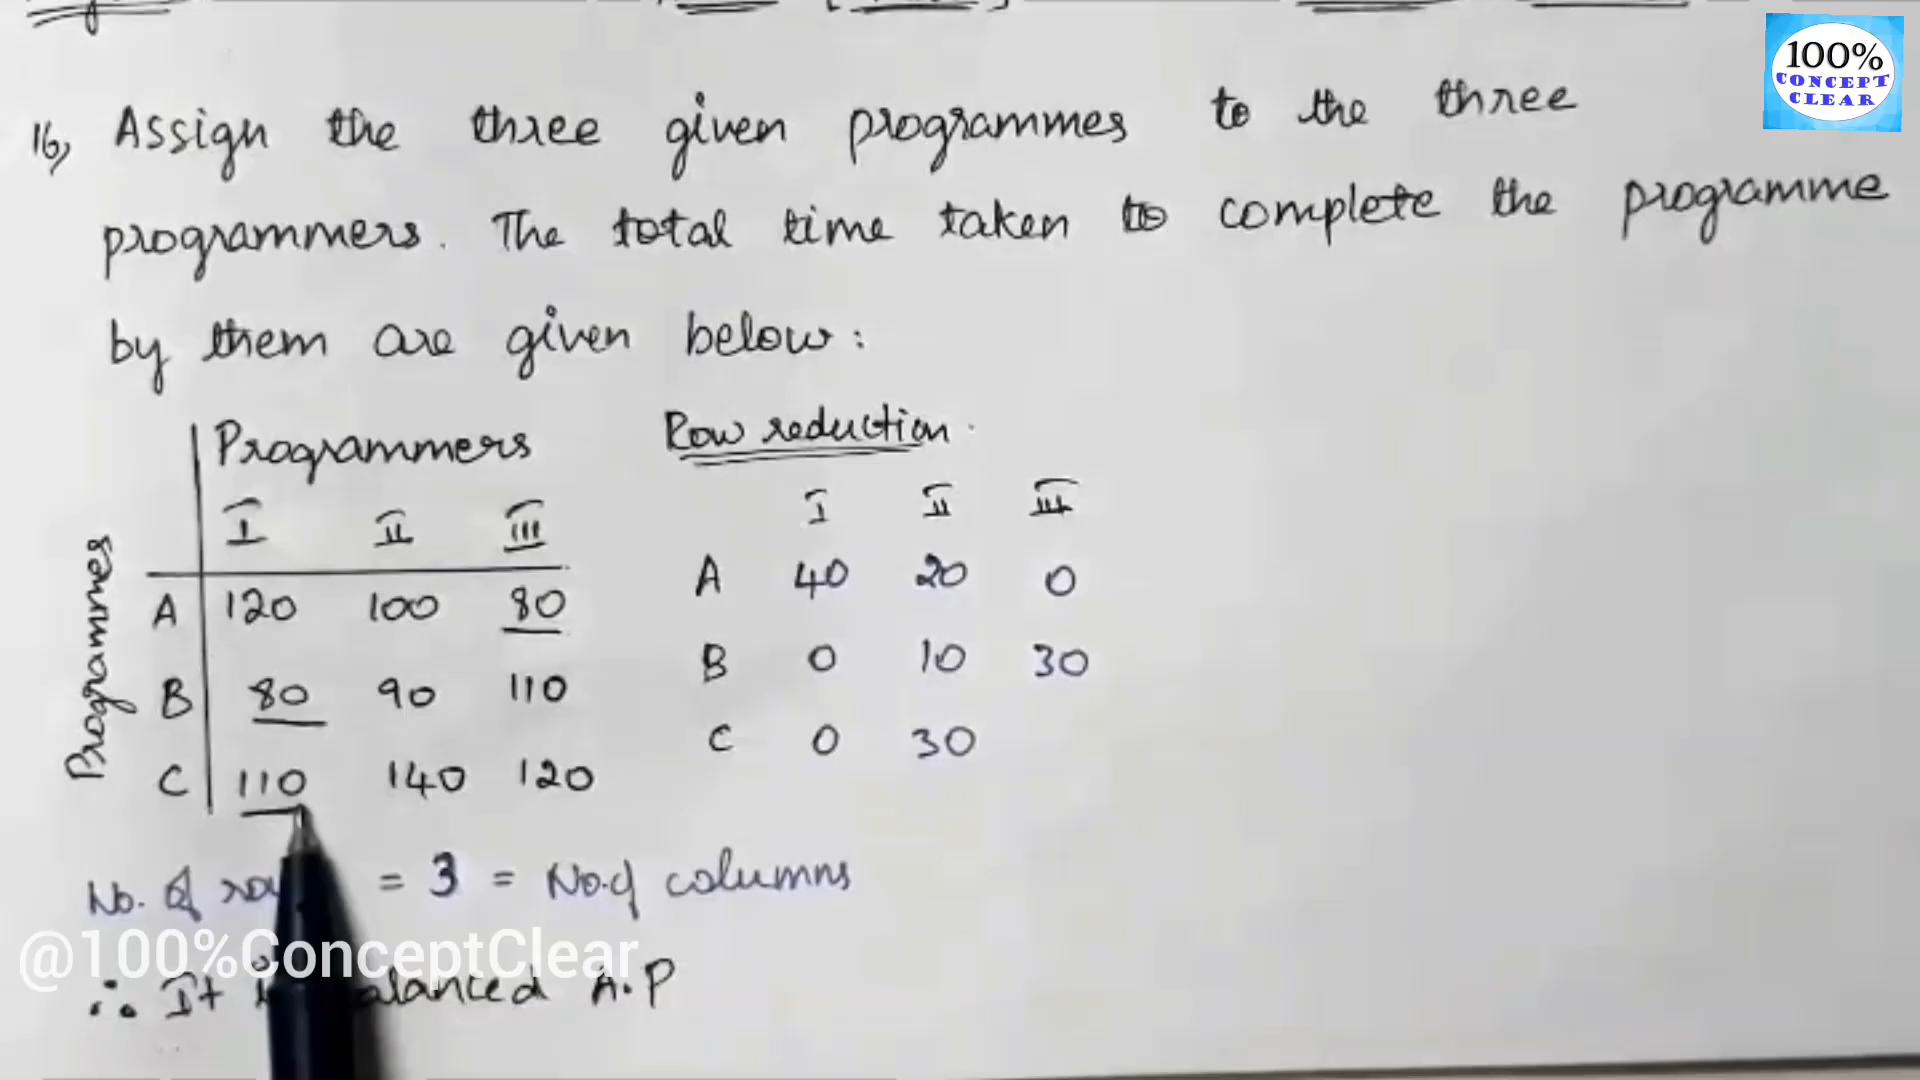 100%
CONCEPT
CLEAR
16, Assign the three given programmes to the three
programmers. The total time taken to complete the programme
by them are given below:
Programmers
I II III
Programmes
A 120 100 80
B 80 90 110
C 110 140 120
Row reduction
I II III
A 40 20 0
B 0 10 30
C 0 30
No. of = 3 = No. of columns
@100%ConceptClear
∴ It A.P